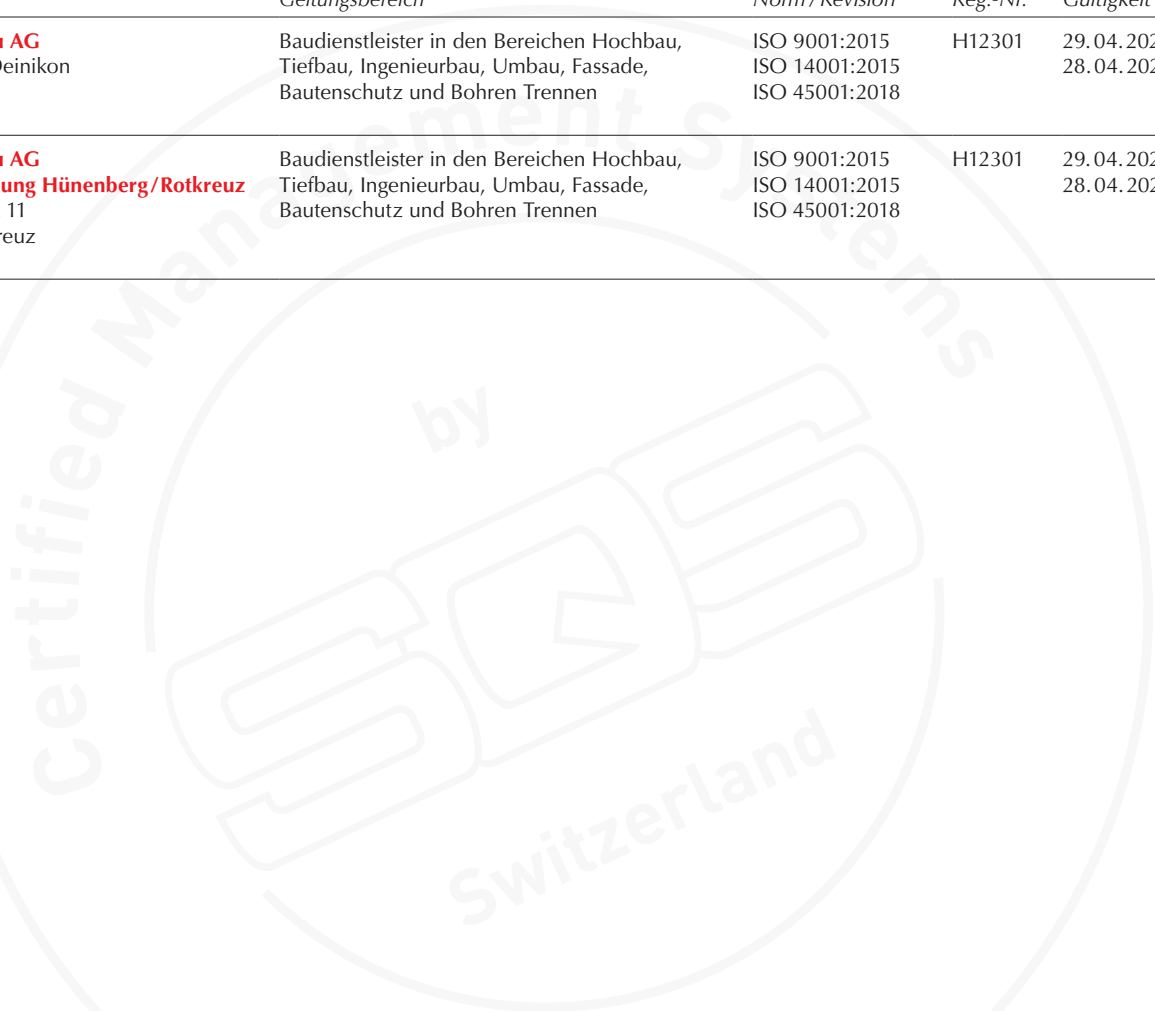 Geltungsbereich Norm / Revision Reg.-Nr. Gültigkeit
AG Baudienstleister in den Bereichen Hochbau, ISO 9001:2015 H12301 29.04.202
Deinikon Tiefbau, Ingenieurbau, Umbau, Fassade, ISO 14001:2015 28.04.202
Bautenschutz und Bohren Trennen ISO 45001:2018
AG Baudienstleister in den Bereichen Hochbau, ISO 9001:2015 H12301 29.04.202
ung Hünenberg/Rotkreuz Tiefbau, Ingenieurbau, Umbau, Fassade, ISO 14001:2015 28.04.202
11 Bautenschutz und Bohren Trennen ISO 45001:2018
reuz
Certified Management Systems
by
SQS
Switzerland